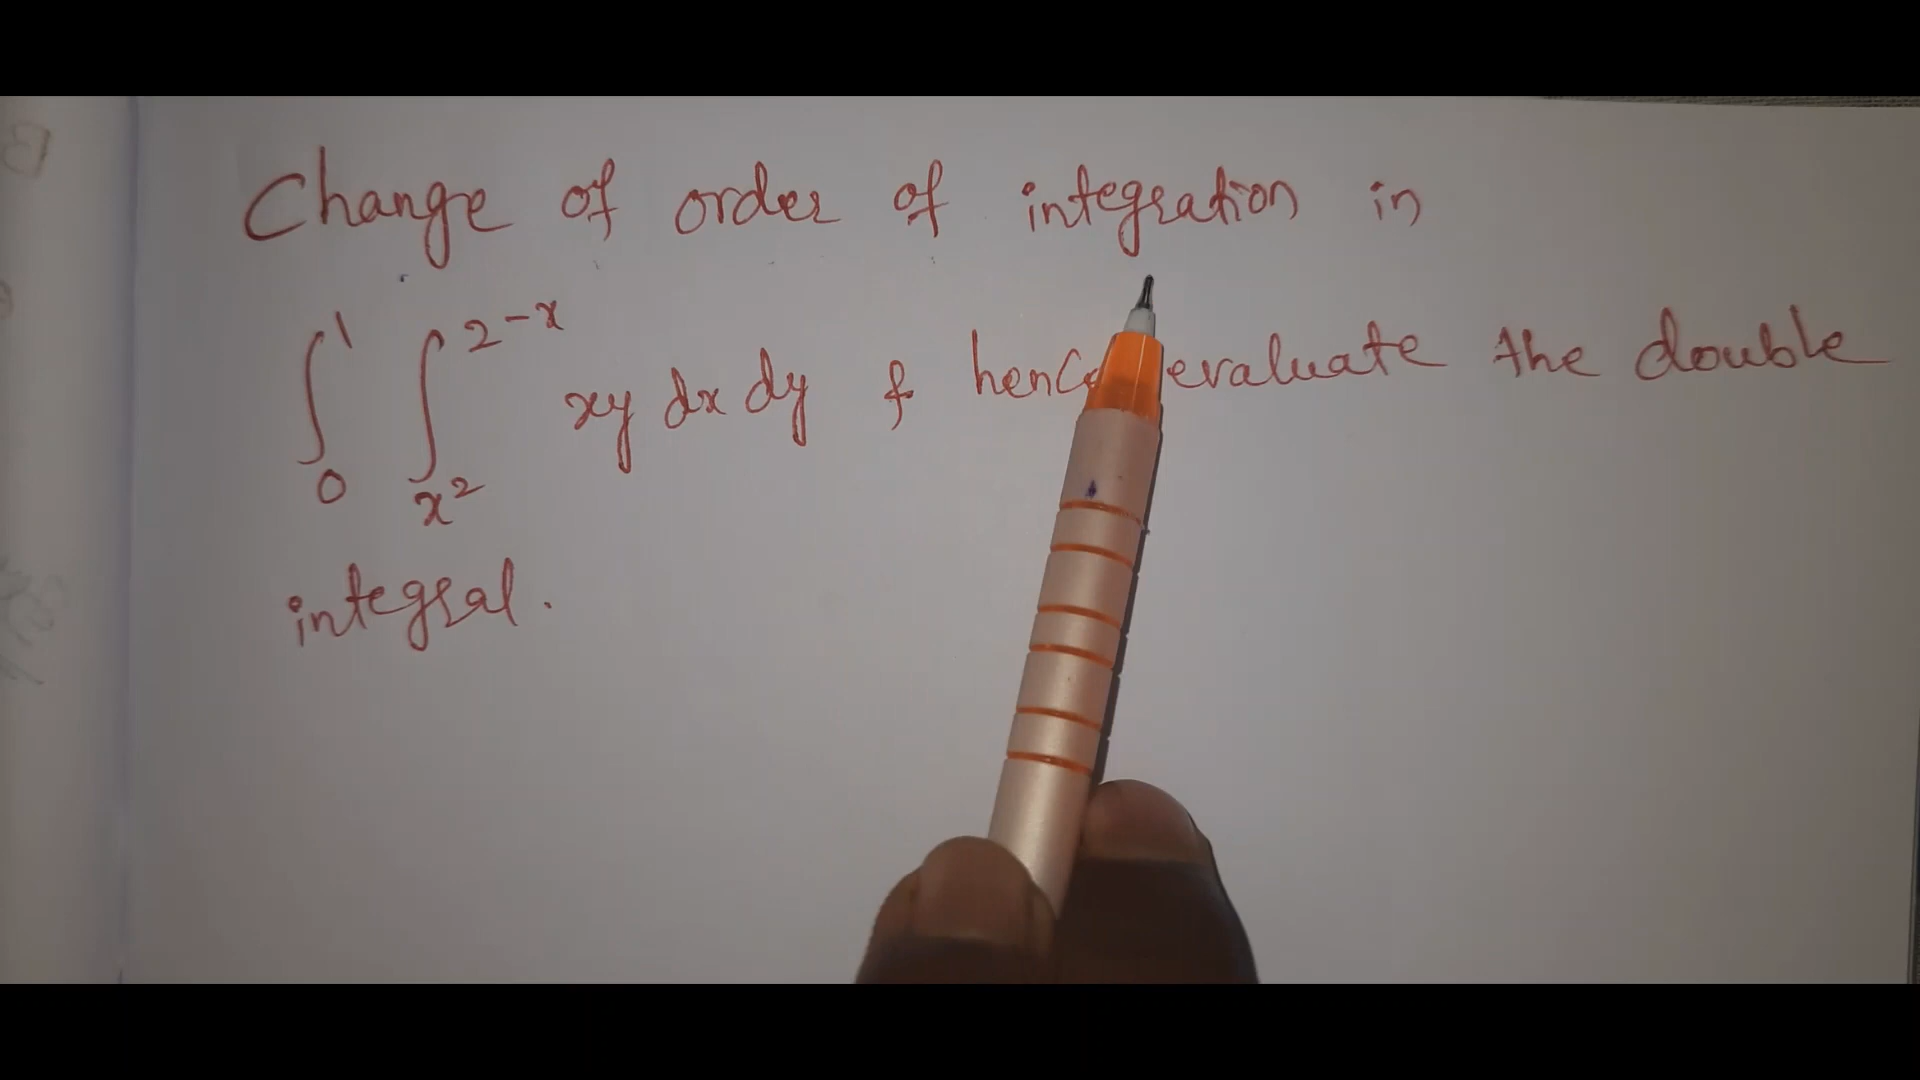 Change of order of integration in
∫₀¹ ∫ₓ²^2-x xy dx dy & hence evaluate the double
integral.